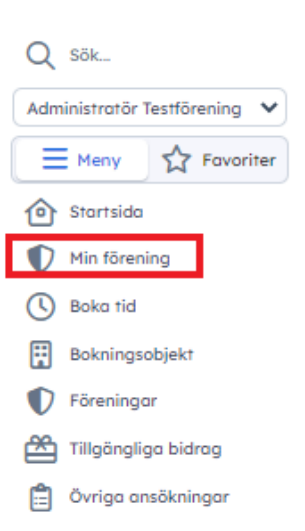 Sök...
Administratör Testförening
Meny Favoriter
Startsida
Min förening
Boka tid
Bokningsobjekt
Föreningar
Tillgängliga bidrag
Övriga ansökningar